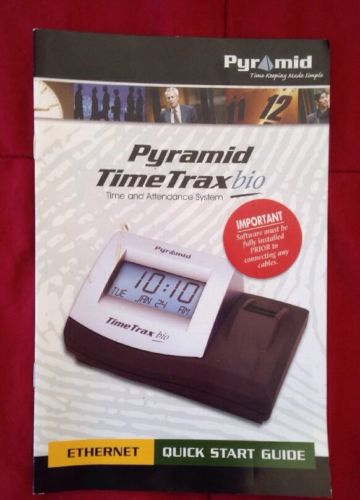 Pyramid
Time Keeping Made Simple
12
Pyramid
TimeTrax bio
Time and Attendance System
IMPORTANT
Software must be
fully installed
PRIOR to
connecting any
cables.
Pyramid
10:10
TUE JAN 24 AM
TimeTrax bio
ETHERNET QUICK START GUIDE